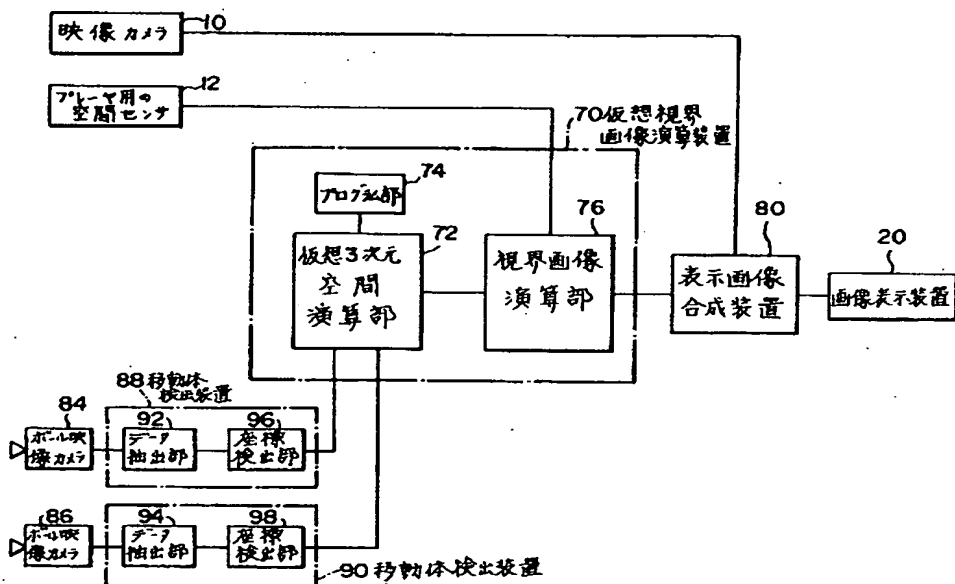 映像カメラ
10
プレーヤ用の
空間センサ
12
70仮想視界
画像演算装置
プログラム部
74
仮想3次元
空間
演算部
72
視界画像
演算部
76
表示画像
合成装置
80
画像表示装置
20
88移動体
検出装置
84
ボール映
像カメラ
92
データ
抽出部
96
座標
検出部
86
ボール映
像カメラ
94
データ
抽出部
98
座標
検出部
90移動体検出装置